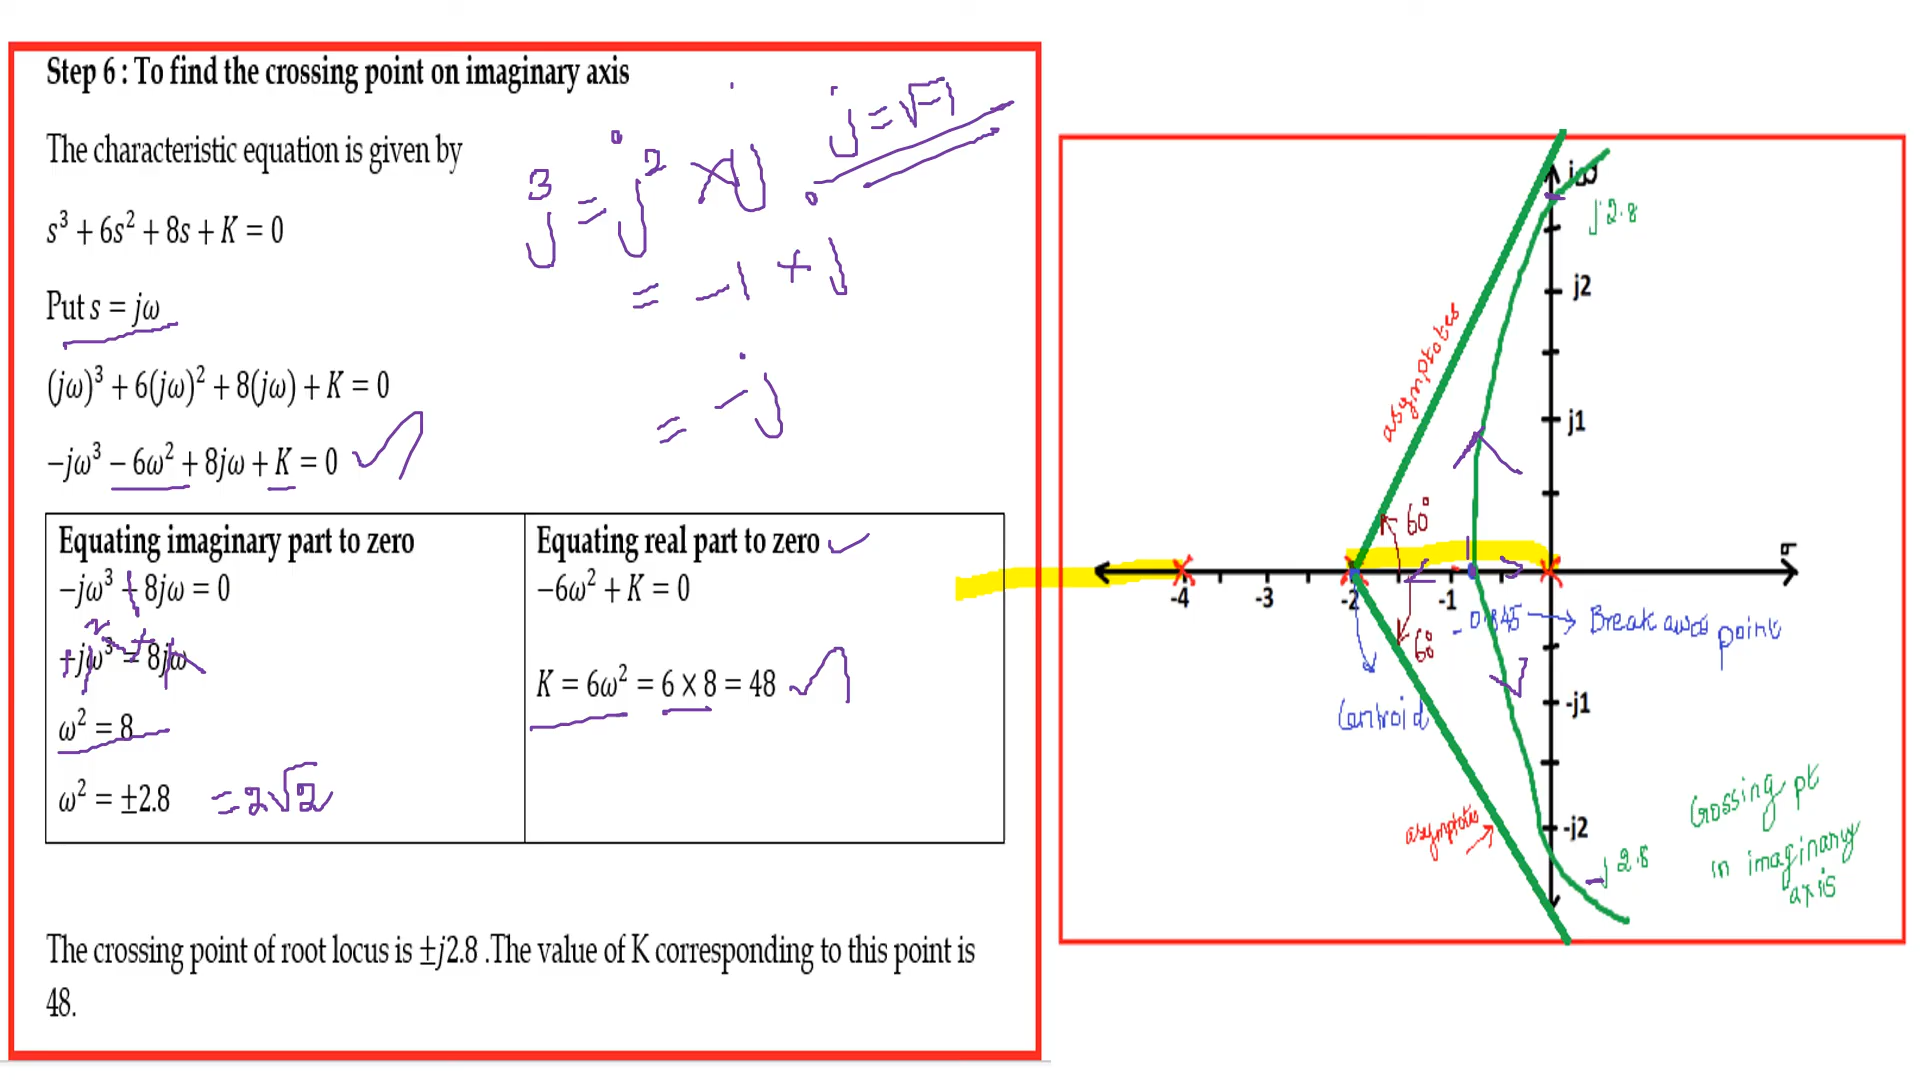 Step 6 : To find the crossing point on imaginary axis
The characteristic equation is given by
s³ + 6s² + 8s + K = 0
Put s = jω
(jω)³ + 6(jω)² + 8(jω) + K = 0
−jω³ − 6ω² + 8jω + K = 0
j = √-1
j³ = j² × j
= -1 + j
= -j
Equating imaginary part to zero
−jω³ + 8jω = 0
+jω³ = 8jω
ω² = 8
ω² = ±2.8 = 2√2
Equating real part to zero
−6ω² + K = 0
K = 6ω² = 6 × 8 = 48
The crossing point of root locus is ±j2.8 .The value of K corresponding to this point is
48.
jω
j2.8
j2
asymptotes
j1
60°
σ
-4 -3 -2 -1
-0.845 → Break away point
60°
Centroid
-j1
asymptotes
-j2
-j2.8
Crossing pt
in imaginary
axis